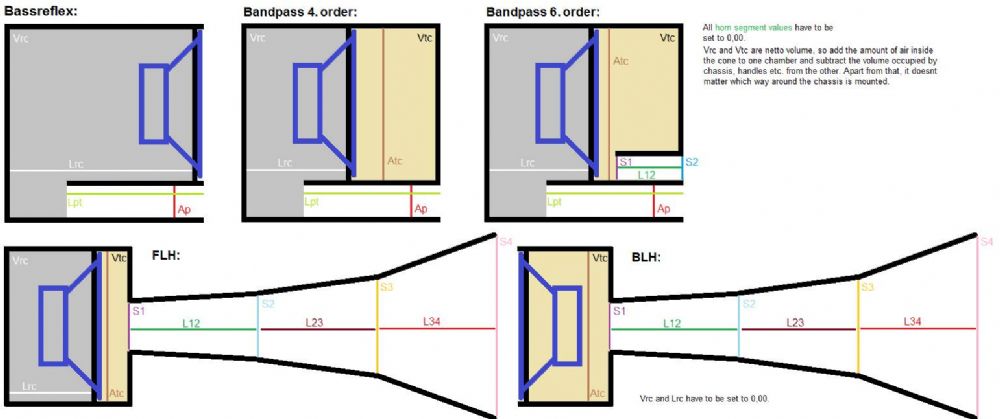 Bassreflex:
Vrc
Lrc
Lpt
Ap
Bandpass 4. order:
Vrc
Vtc
Lrc
Atc
Lpt
Ap
Bandpass 6. order:
Vrc
Vtc
Atc
S1
S2
L12
Lpt
Ap
All horn segment values have to be
set to 0,00.
Vrc and Vtc are netto volume, so add the amount of air inside
the cone to one chamber and subtract the volume occupied by
chassis, handles etc. from the other. Apart from that, it doesnt
matter which way around the chassis is mounted.
FLH:
Vrc
Vtc
Lrc
Atc
S1
S2
S3
S4
L12
L23
L34
BLH:
Vtc
Atc
S1
S2
S3
S4
L12
L23
L34
Vrc and Lrc have to be set to 0,00.